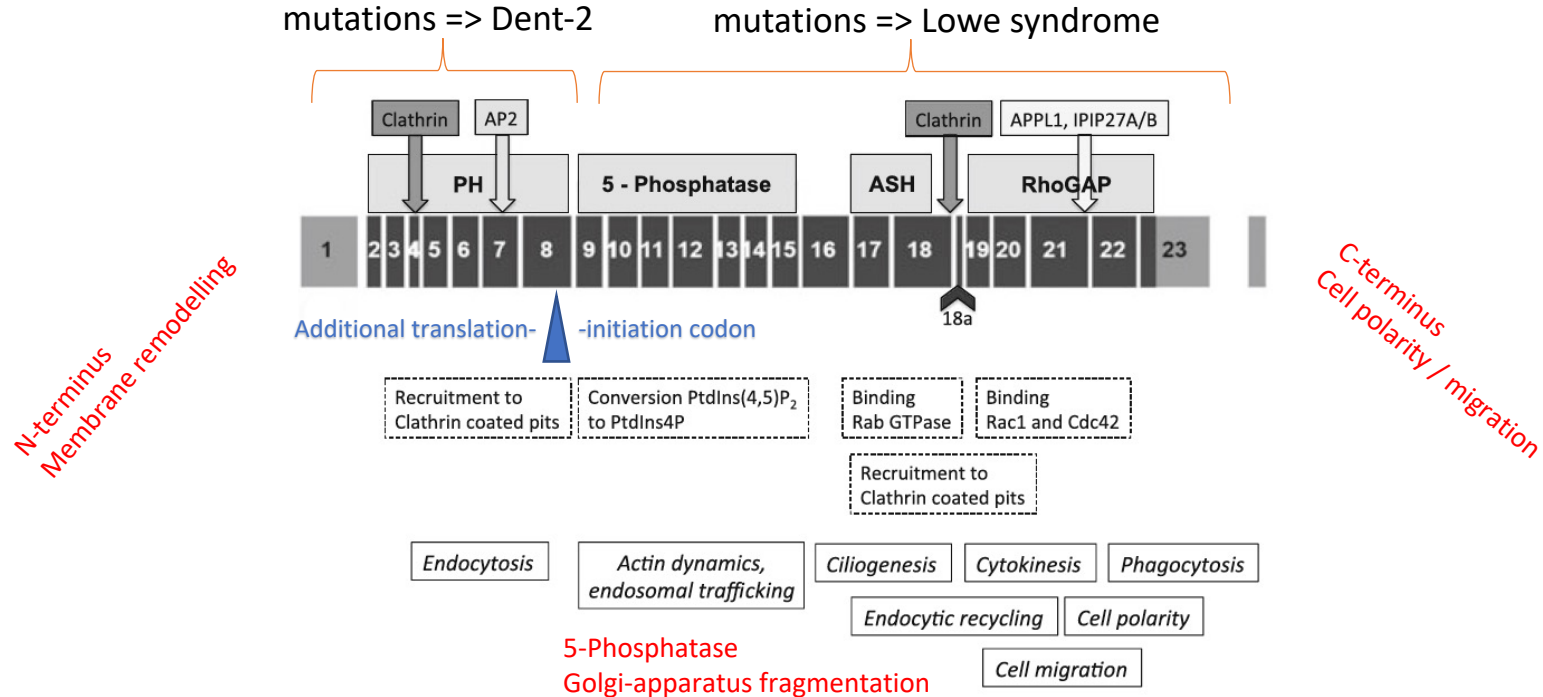 mutations => Dent-2
mutations => Lowe syndrome
Clathrin
AP2
Clathrin
APPL1, IPIP27A/B
PH
5 - Phosphatase
ASH
RhoGAP
1
2
3
4
5
6
7
8
9
10
11
12
13
14
15
16
17
18
19
20
21
22
23
18a
Additional translation-
-initiation codon
N-terminus
Membrane remodelling
C-terminus
Cell polarity / migration
Recruitment to
Clathrin coated pits
Conversion PtdIns(4,5)P₂
to PtdIns4P
Binding
Rab GTPase
Binding
Rac1 and Cdc42
Recruitment to
Clathrin coated pits
Endocytosis
Actin dynamics,
endosomal trafficking
Ciliogenesis
Cytokinesis
Phagocytosis
Endocytic recycling
Cell polarity
Cell migration
5-Phosphatase
Golgi-apparatus fragmentation